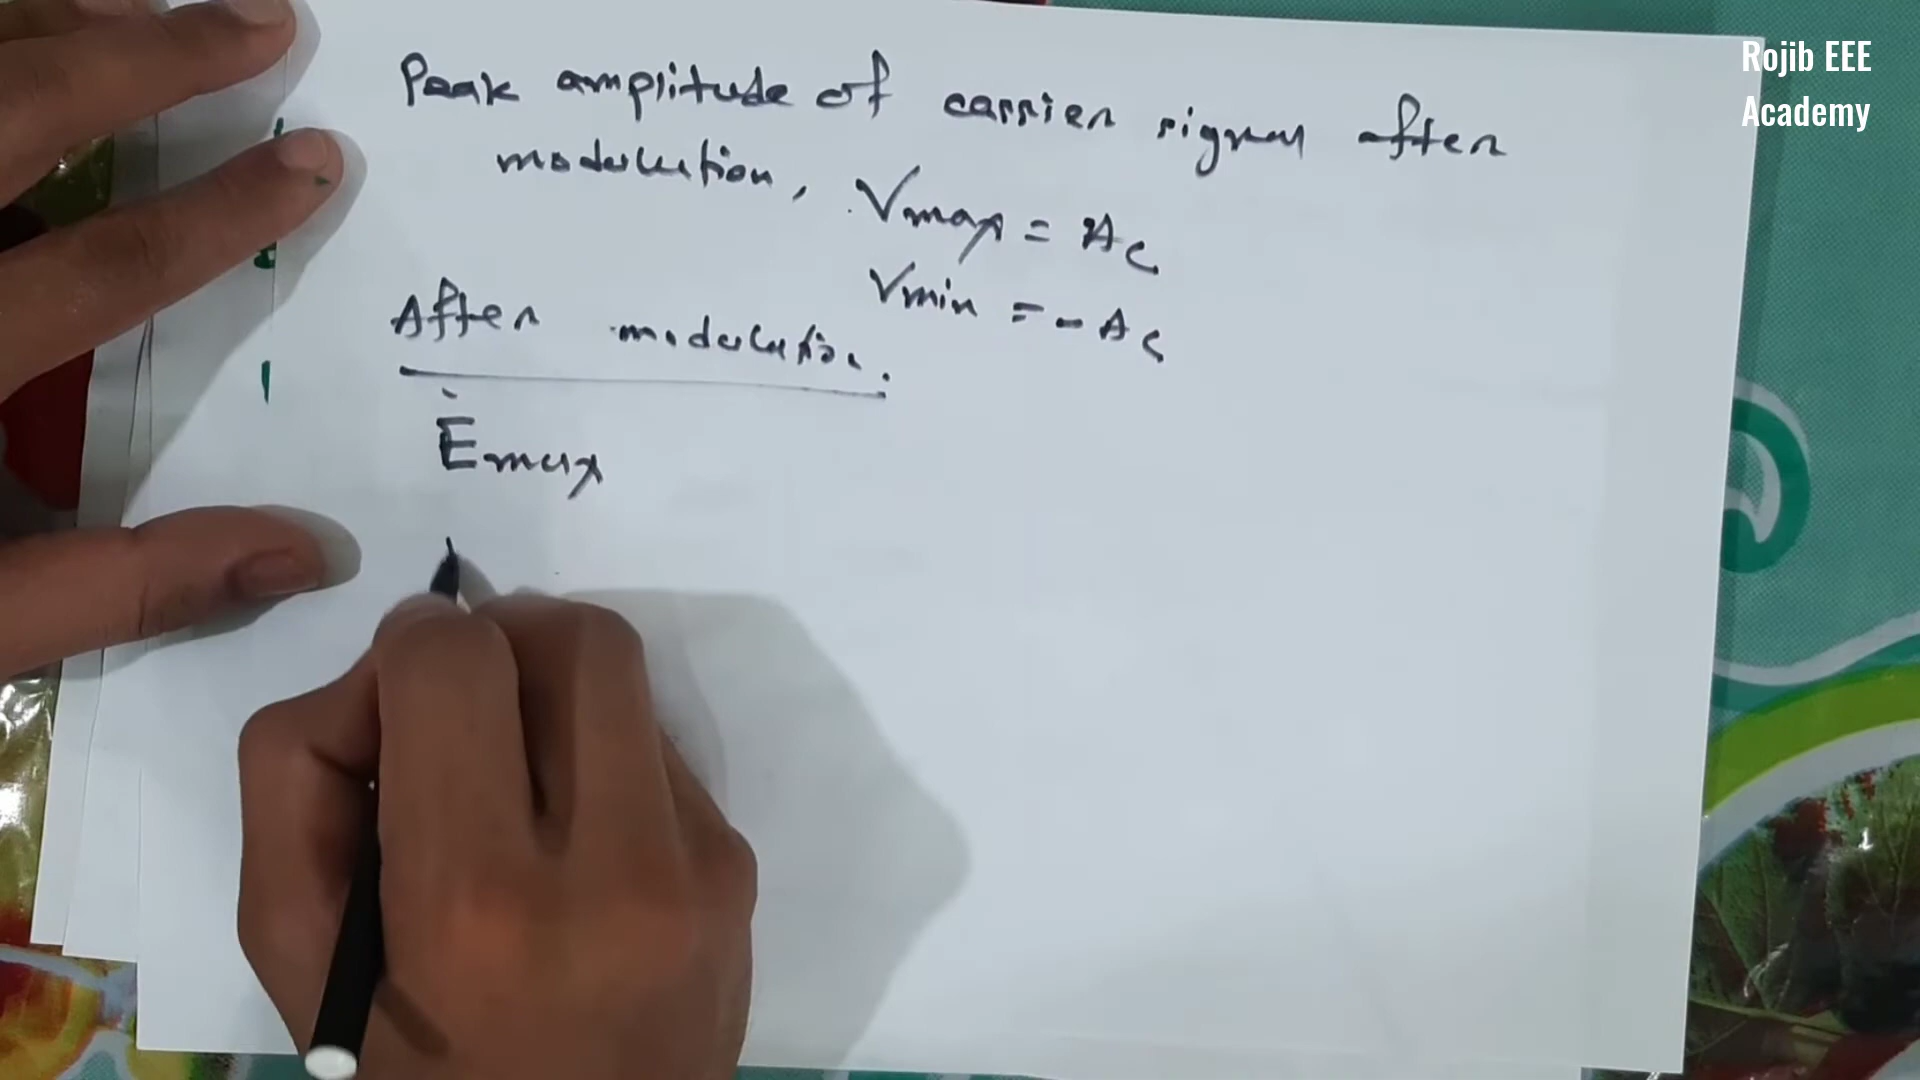 Peak amplitude of carrier signal after
modulation, Vmax = Ac
Vmin = - Ac
After modulation.
Emax
Rojib EEE
Academy